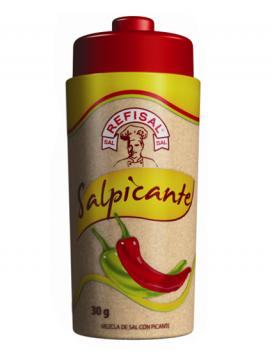 REFISAL
SAL SAL
Salpicante
30 g
MEZCLA DE SAL CON PICANTE